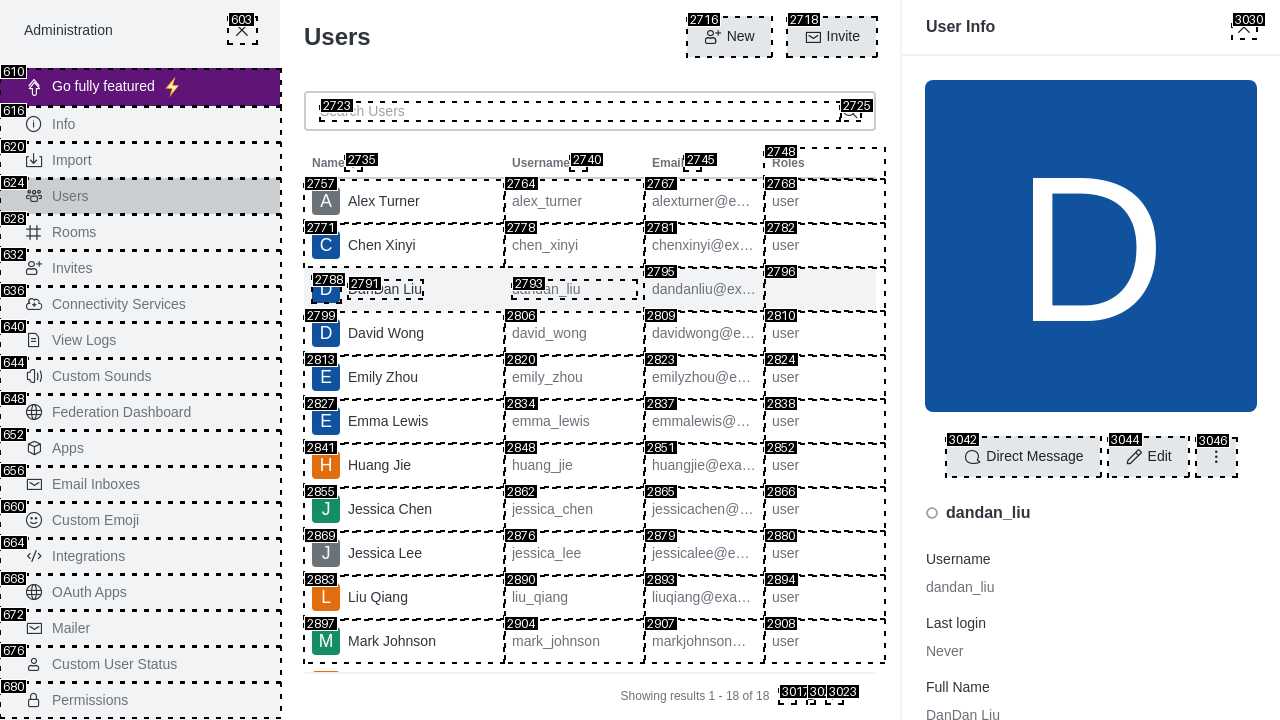 Administration
603
610
Go fully featured ⚡
616
Info
620
Import
624
Users
628
Rooms
632
Invites
636
Connectivity Services
640
View Logs
644
Custom Sounds
648
Federation Dashboard
652
Apps
656
Email Inboxes
660
Custom Emoji
664
Integrations
668
OAuth Apps
672
Mailer
676
Custom User Status
680
Permissions
Users
2716
New
2718
Invite
2723
Search Users
2725
Name 2735 Username 2740 Email 2745 2748 Roles
2757 2764 2767 2768
A Alex Turner alex_turner alexturner@e… user
2771 2778 2781 2782
C Chen Xinyi chen_xinyi chenxinyi@ex… user
2788 2791 2793 2795 2796
D DanDan Liu dandan_liu dandanliu@ex…
2799 2806 2809 2810
D David Wong david_wong davidwong@e… user
2813 2820 2823 2824
E Emily Zhou emily_zhou emilyzhou@e… user
2827 2834 2837 2838
E Emma Lewis emma_lewis emmalewis@… user
2841 2848 2851 2852
H Huang Jie huang_jie huangjie@exa… user
2855 2862 2865 2866
J Jessica Chen jessica_chen jessicachen@… user
2869 2876 2879 2880
J Jessica Lee jessica_lee jessicalee@e… user
2883 2890 2893 2894
L Liu Qiang liu_qiang liuqiang@exa… user
2897 2904 2907 2908
M Mark Johnson mark_johnson markjohnson… user
Showing results 1 - 18 of 18
3017 3023
User Info
3030
D
3042
Direct Message
3044
Edit
3046
dandan_liu
Username
dandan_liu
Last login
Never
Full Name
DanDan Liu